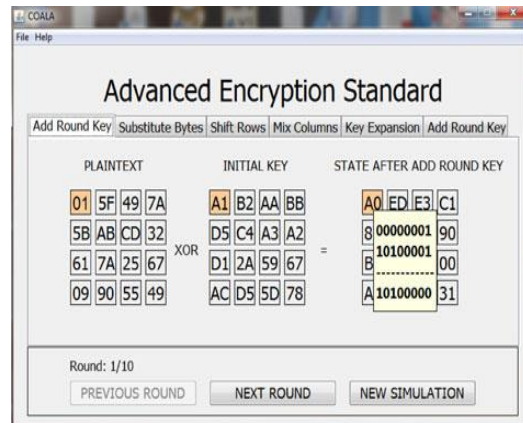 COALA
File Help
Advanced Encryption Standard
Add Round Key Substitute Bytes Shift Rows Mix Columns Key Expansion Add Round Key
PLAINTEXT INITIAL KEY STATE AFTER ADD ROUND KEY
01 5F 49 7A A1 B2 AA BB A0 ED E3 C1
5B AB CD 32 D5 C4 A3 A2 8 00000001 90
XOR = 10100001
61 7A 25 67 D1 2A 59 67 B ------------ 00
09 90 55 49 AC D5 5D 78 A 10100000 31
Round: 1/10
PREVIOUS ROUND NEXT ROUND NEW SIMULATION